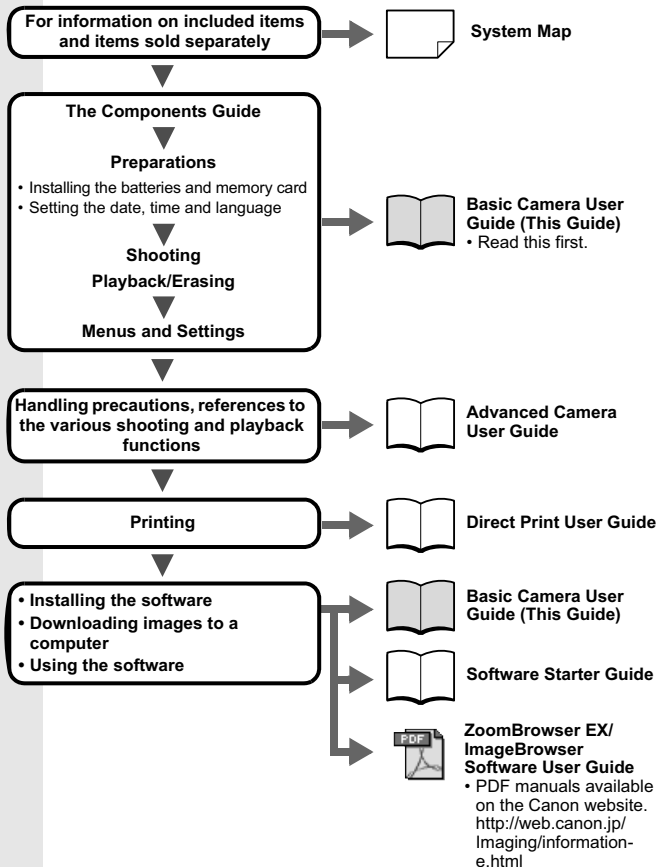 For information on included items
and items sold separately
System Map
The Components Guide
Preparations
• Installing the batteries and memory card
• Setting the date, time and language
Shooting
Playback/Erasing
Menus and Settings
Basic Camera User
Guide (This Guide)
• Read this first.
Handling precautions, references to
the various shooting and playback
functions
Advanced Camera
User Guide
Printing
Direct Print User Guide
• Installing the software
• Downloading images to a
computer
• Using the software
Basic Camera User
Guide (This Guide)
Software Starter Guide
PDF
ZoomBrowser EX/
ImageBrowser
Software User Guide
• PDF manuals available
on the Canon website.
http://web.canon.jp/
Imaging/information-
e.html